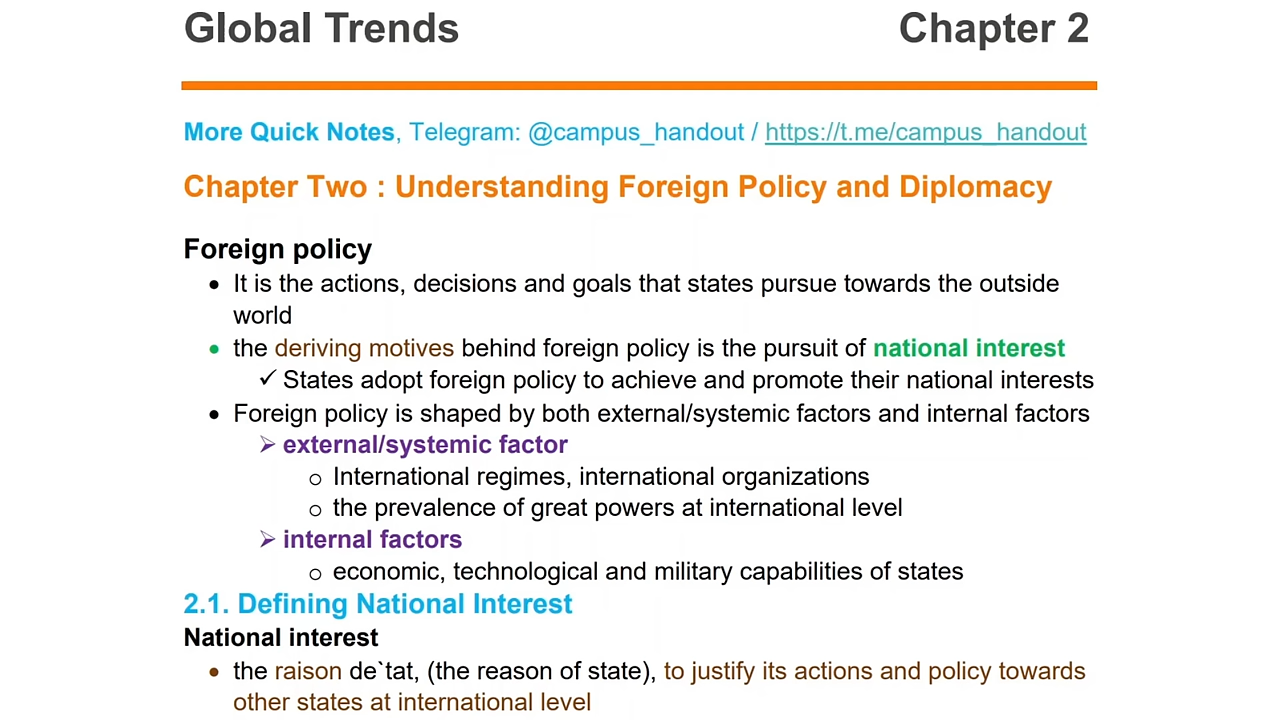 Global Trends Chapter 2
More Quick Notes, Telegram: @campus_handout / https://t.me/campus_handout
Chapter Two : Understanding Foreign Policy and Diplomacy
Foreign policy
• It is the actions, decisions and goals that states pursue towards the outside
world
• the deriving motives behind foreign policy is the pursuit of national interest
✓ States adopt foreign policy to achieve and promote their national interests
• Foreign policy is shaped by both external/systemic factors and internal factors
➢ external/systemic factor
o International regimes, international organizations
o the prevalence of great powers at international level
➢ internal factors
o economic, technological and military capabilities of states
2.1. Defining National Interest
National interest
• the raison de`tat, (the reason of state), to justify its actions and policy towards
other states at international level